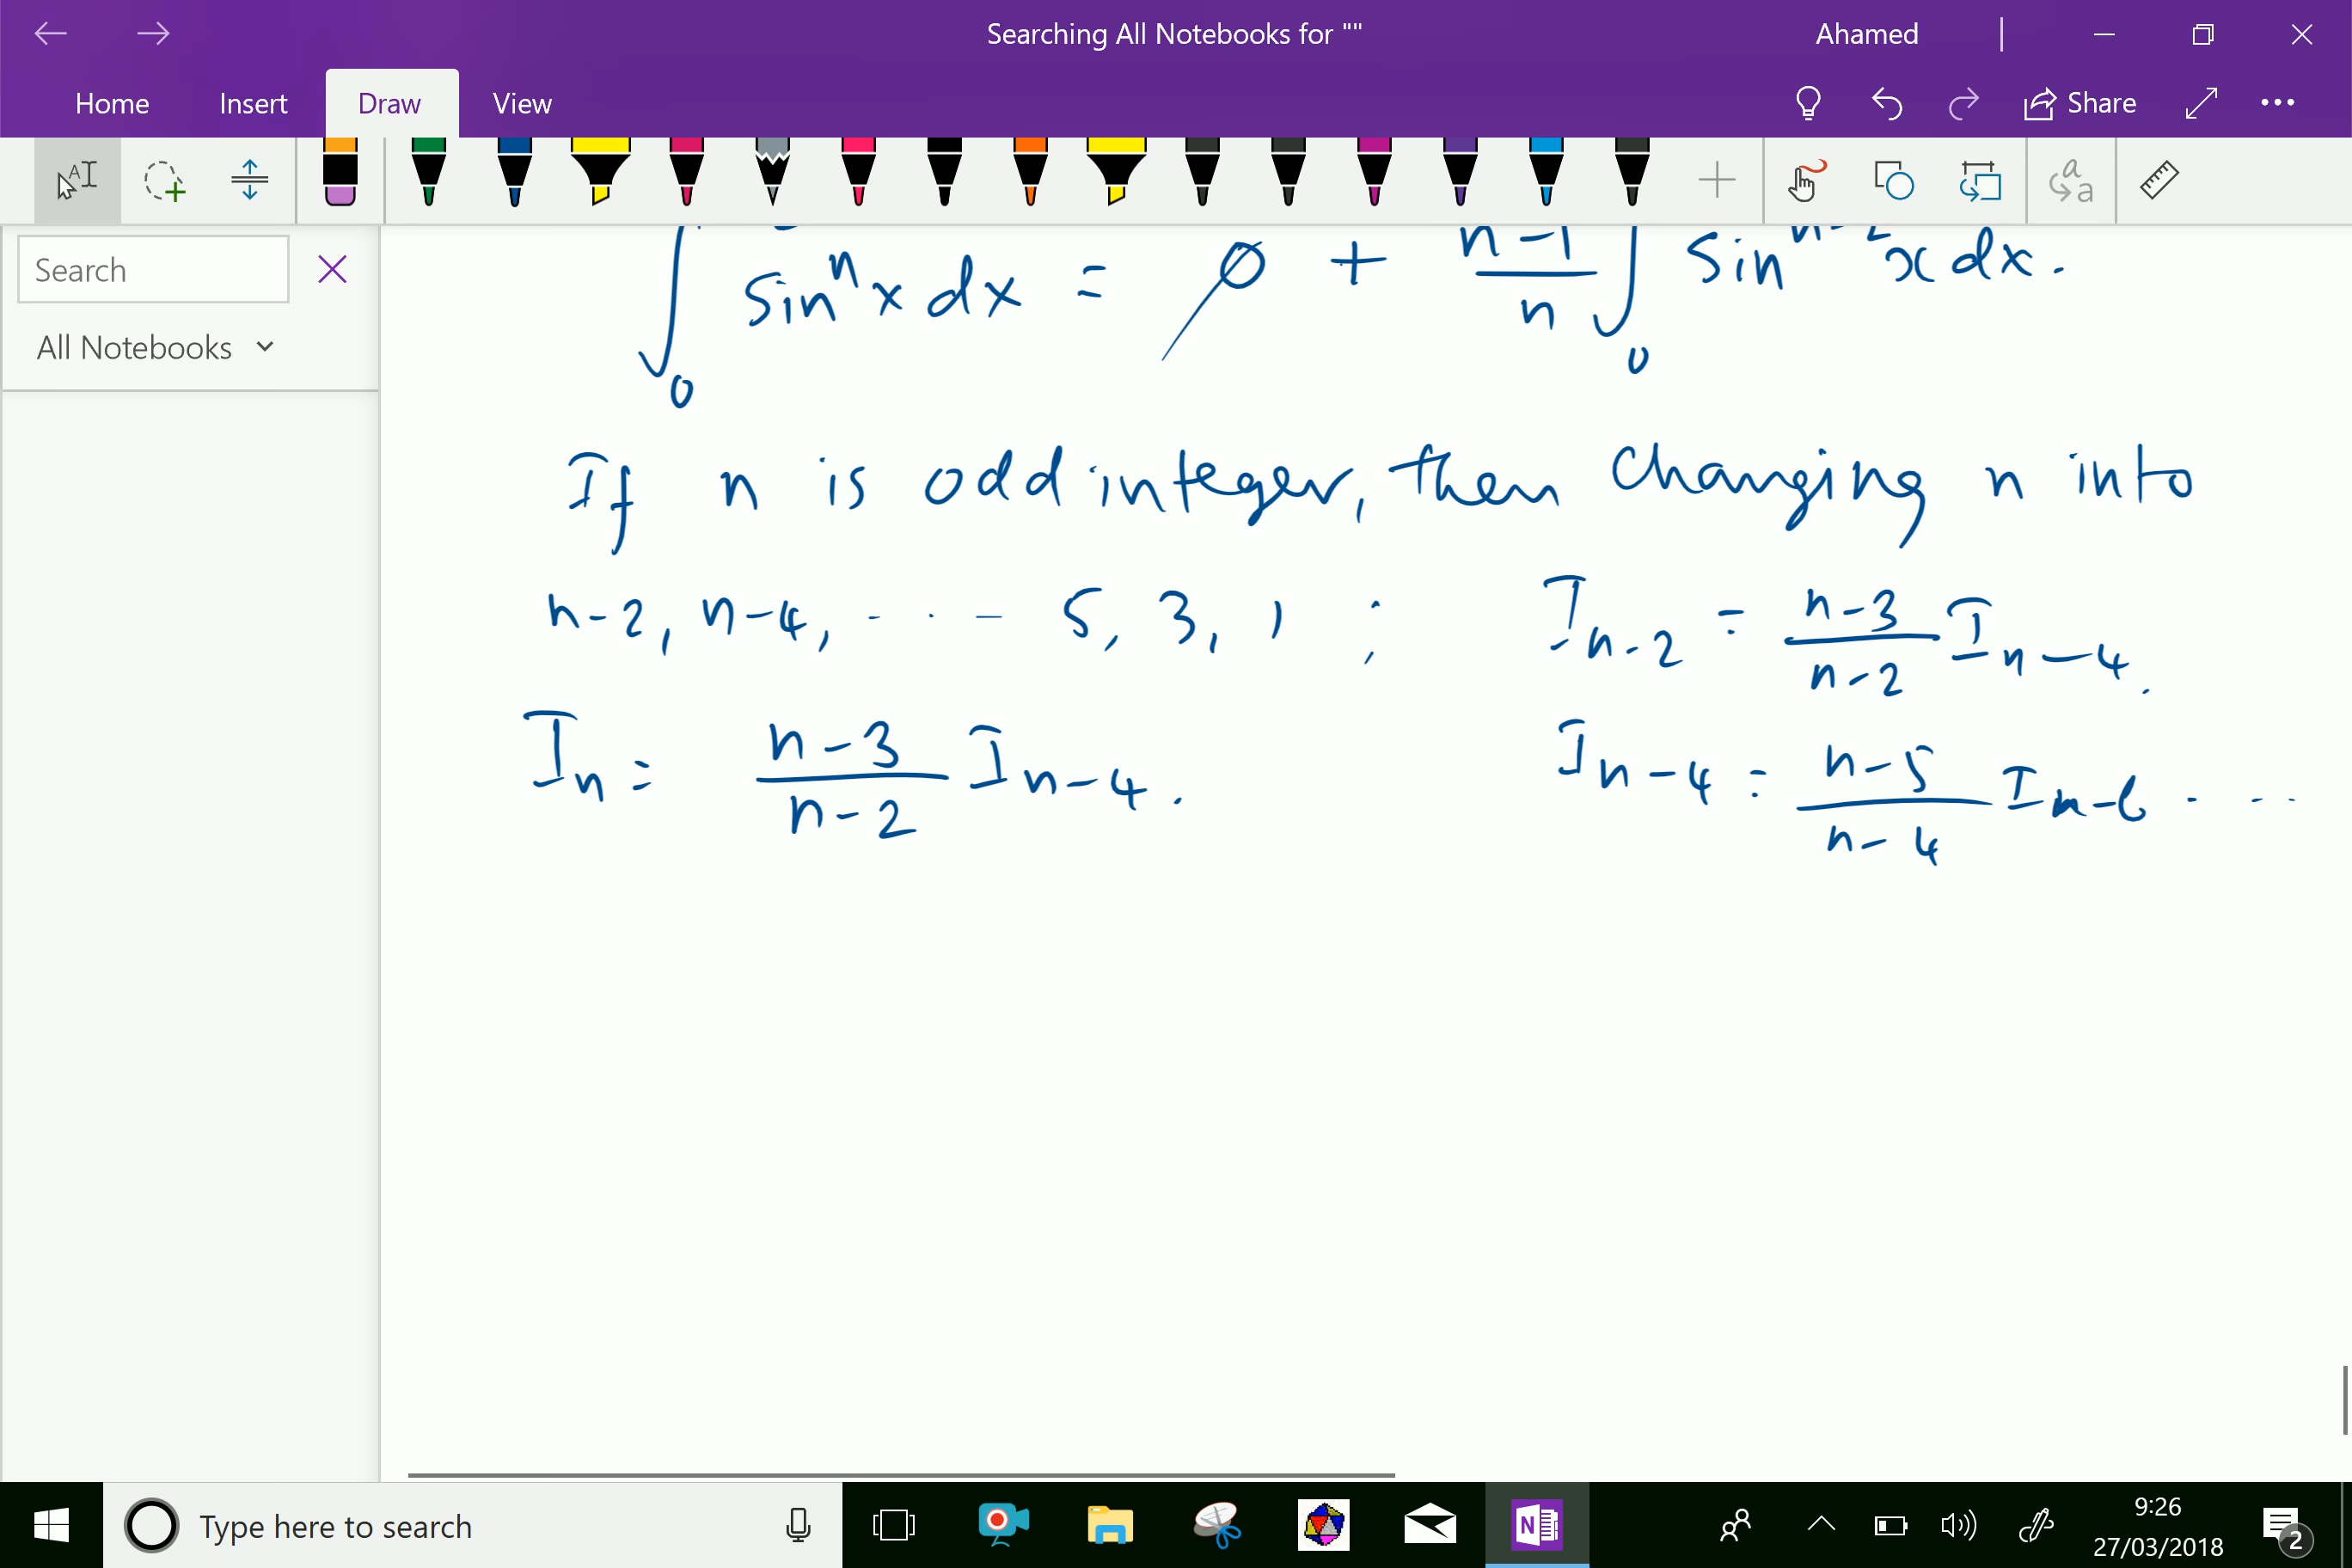 Searching All Notebooks for ""
Ahamed
Home Insert Draw View
Share
Search
All Notebooks
∫₀ sinⁿx dx = 0 + n-1/n ∫₀ sinⁿ⁻²x dx.
If n is odd integer, then changing n into
n-2, n-4, ... - 5, 3, 1 ; Iₙ₋₂ = n-3/n-2 Iₙ₋₄.
Iₙ = n-3/n-2 Iₙ₋₄. Iₙ₋₄ = n-5/n-4 Iₙ₋₆ . ...
Type here to search
9:26
27/03/2018
2